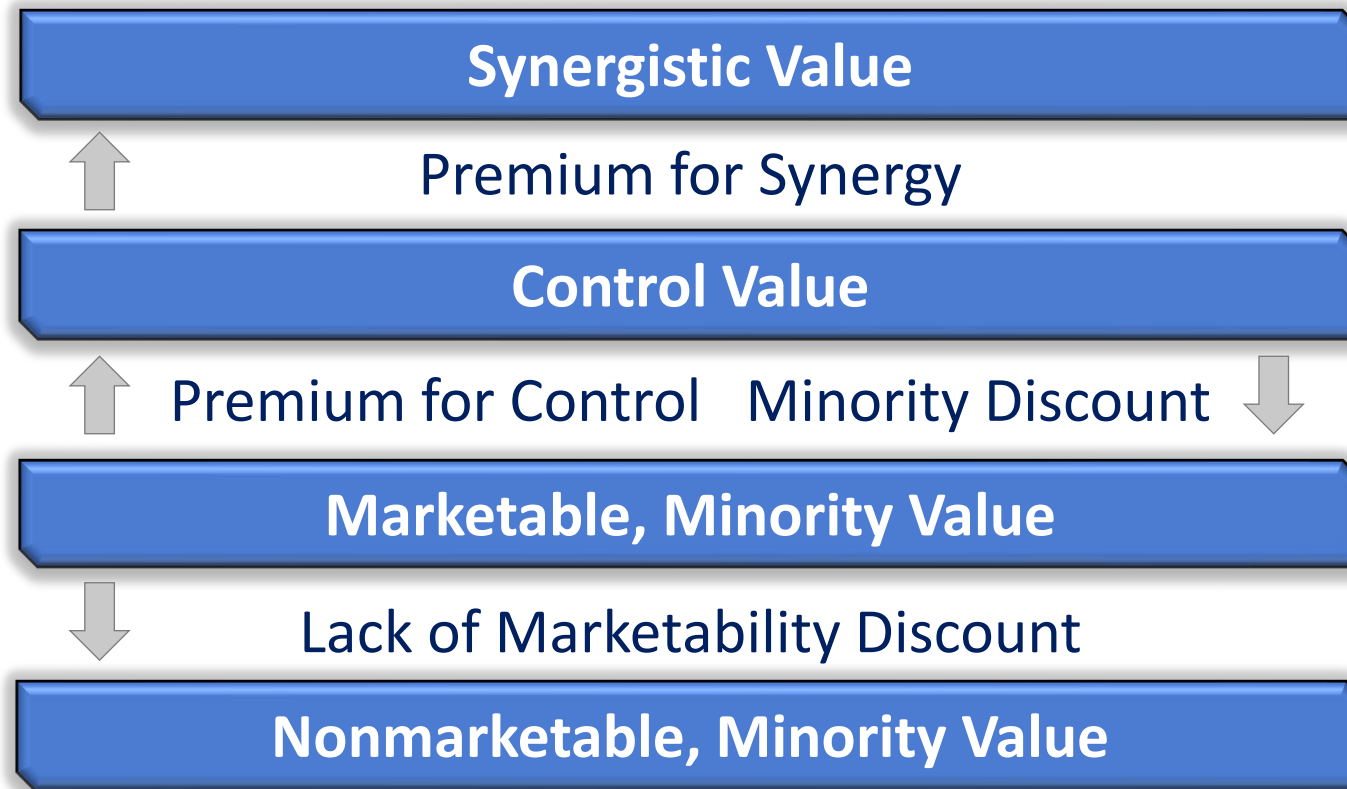 Synergistic Value
Premium for Synergy
Control Value
Premium for Control Minority Discount
Marketable, Minority Value
Lack of Marketability Discount
Nonmarketable, Minority Value